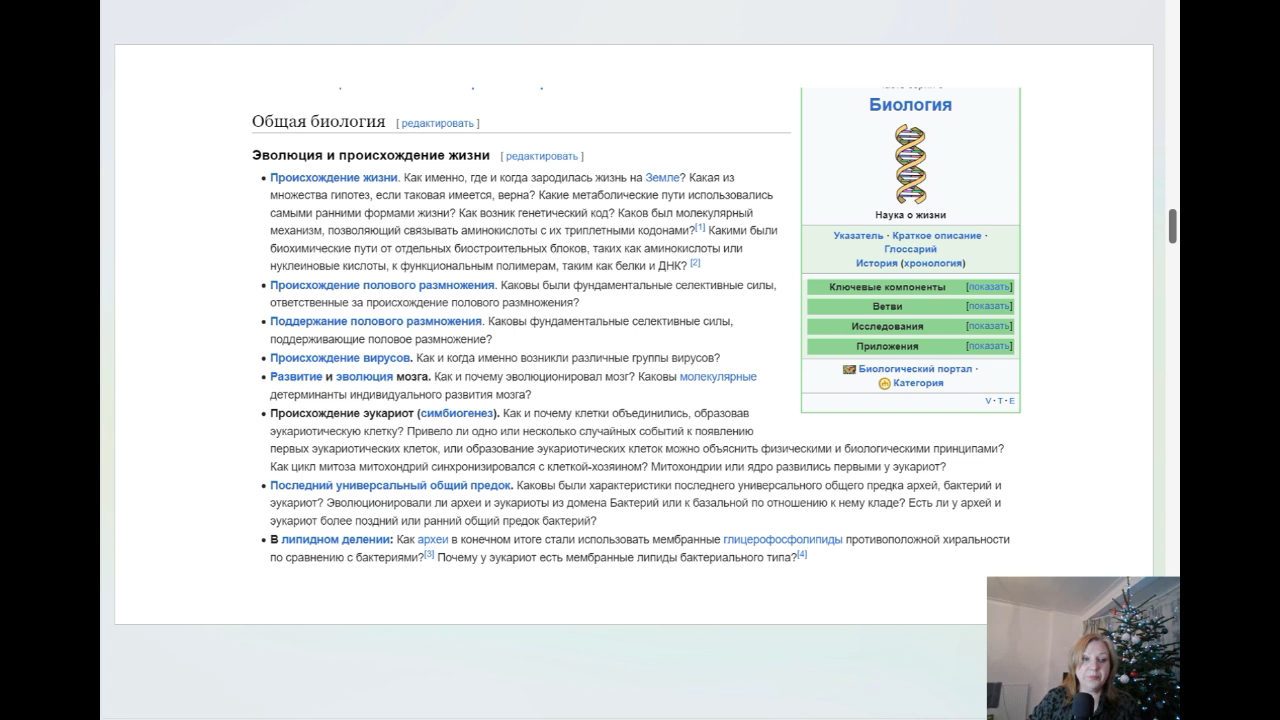 Общая биология [ редактировать ]
Эволюция и происхождение жизни [ редактировать ]
• Происхождение жизни. Как именно, где и когда зародилась жизнь на Земле? Какая из
множества гипотез, если таковая имеется, верна? Какие метаболические пути использовались
самыми ранними формами жизни? Как возник генетический код? Каков был молекулярный
механизм, позволяющий связывать аминокислоты с их триплетными кодонами?[1] Какими были
биохимические пути от отдельных биостроительных блоков, таких как аминокислоты или
нуклеиновые кислоты, к функциональным полимерам, таким как белки и ДНК? [2]
• Происхождение полового размножения. Каковы были фундаментальные селективные силы,
ответственные за происхождение полового размножения?
• Поддержание полового размножения. Каковы фундаментальные селективные силы,
поддерживающие половое размножение?
• Происхождение вирусов. Как и когда именно возникли различные группы вирусов?
• Развитие и эволюция мозга. Как и почему эволюционировал мозг? Каковы молекулярные
детерминанты индивидуального развития мозга?
• Происхождение эукариот (симбиогенез). Как и почему клетки объединились, образовав
эукариотическую клетку? Привело ли одно или несколько случайных событий к появлению
первых эукариотических клеток, или образование эукариотических клеток можно объяснить физическими и биологическими принципами?
Как цикл митоза митохондрий синхронизировался с клеткой-хозяином? Митохондрии или ядро развились первыми у эукариот?
• Последний универсальный общий предок. Каковы были характеристики последнего универсального общего предка архей, бактерий и
эукариот? Эволюционировали ли археи и эукариоты из домена Бактерий или к базальной по отношению к нему кладе? Есть ли у архей и
эукариот более поздний или ранний общий предок бактерий?
• В липидном делении: Как археи в конечном итоге стали использовать мембранные глицерофосфолипиды противоположной хиральности
по сравнению с бактериями?[3] Почему у эукариот есть мембранные липиды бактериального типа?[4]
Биология
Наука о жизни
Указатель · Краткое описание ·
Глоссарий
История (хронология)
Ключевые компоненты [показать]
Ветви [показать]
Исследования [показать]
Приложения [показать]
Биологический портал ·
Категория
V · T · E